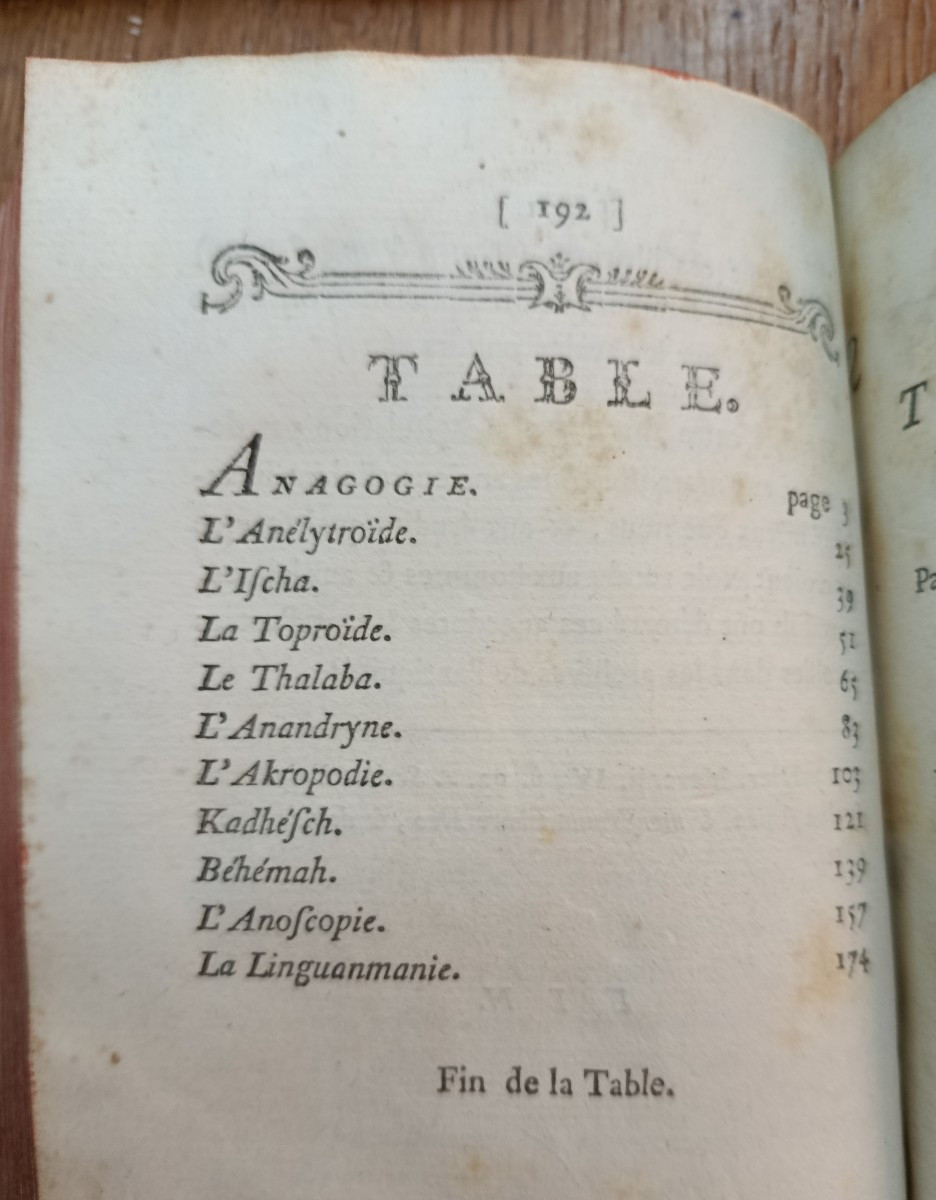 [ 192 ]
TABLE.
ANAGOGIE. page 3
L'Anélytroïde. 25
L'Iſcha. 39
La Toproïde. 51
Le Thalaba. 65
L'Anandryne. 83
L'Akropodie. 103
Kadhéſch. 121
Béhémah. 139
L'Anoſcopie. 157
La Linguanmanie. 174
Fin de la Table.